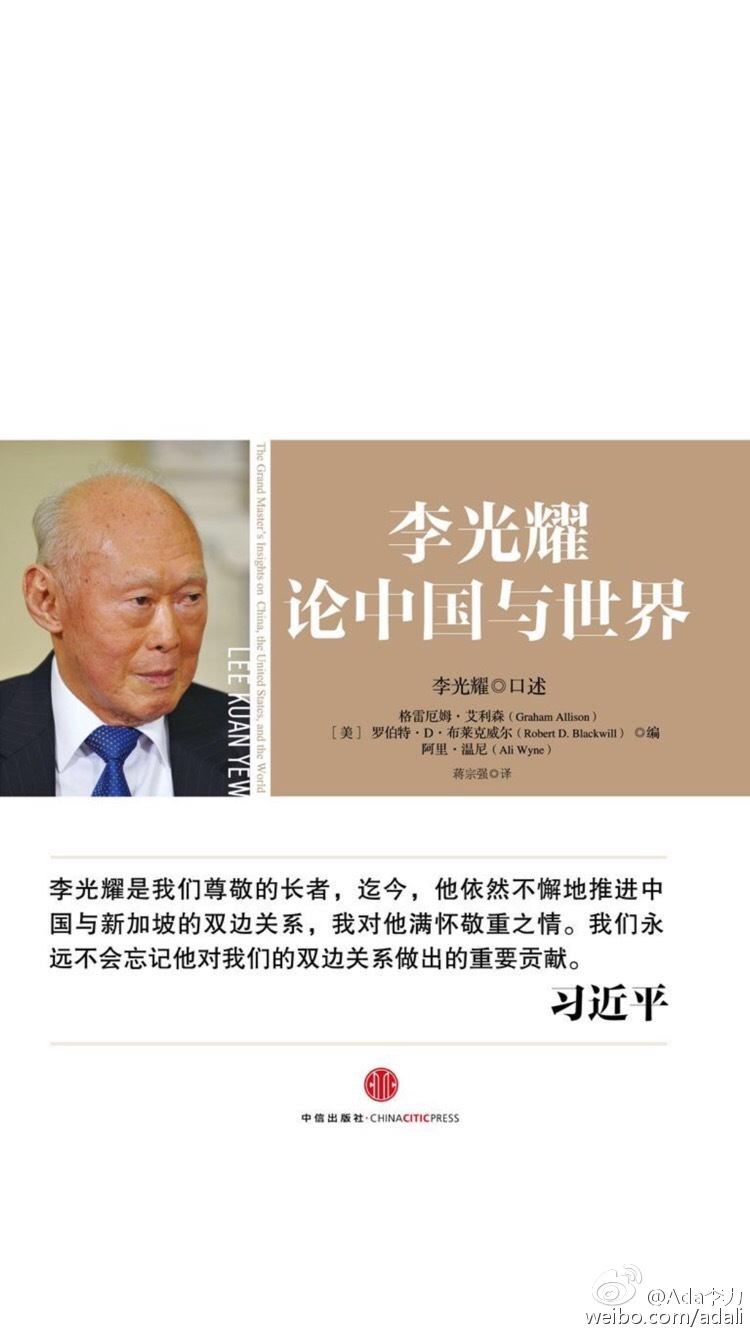 The Grand Master's Insights on China, the United States, and the World
LEE KUAN YEW
李光耀
论中国与世界
李光耀◎口述
格雷厄姆·艾利森（Graham Allison）
［美］罗伯特·D·布莱克威尔（Robert D. Blackwill）◎编
阿里·温尼（Ali Wyne）
蒋宗强◎译
李光耀是我们尊敬的长者，迄今，他依然不懈地推进中
国与新加坡的双边关系，我对他满怀敬重之情。我们永
远不会忘记他对我们的双边关系做出的重要贡献。
习近平
中信出版社·CHINACITICPRESS
@Ada李力
weibo.com/adali